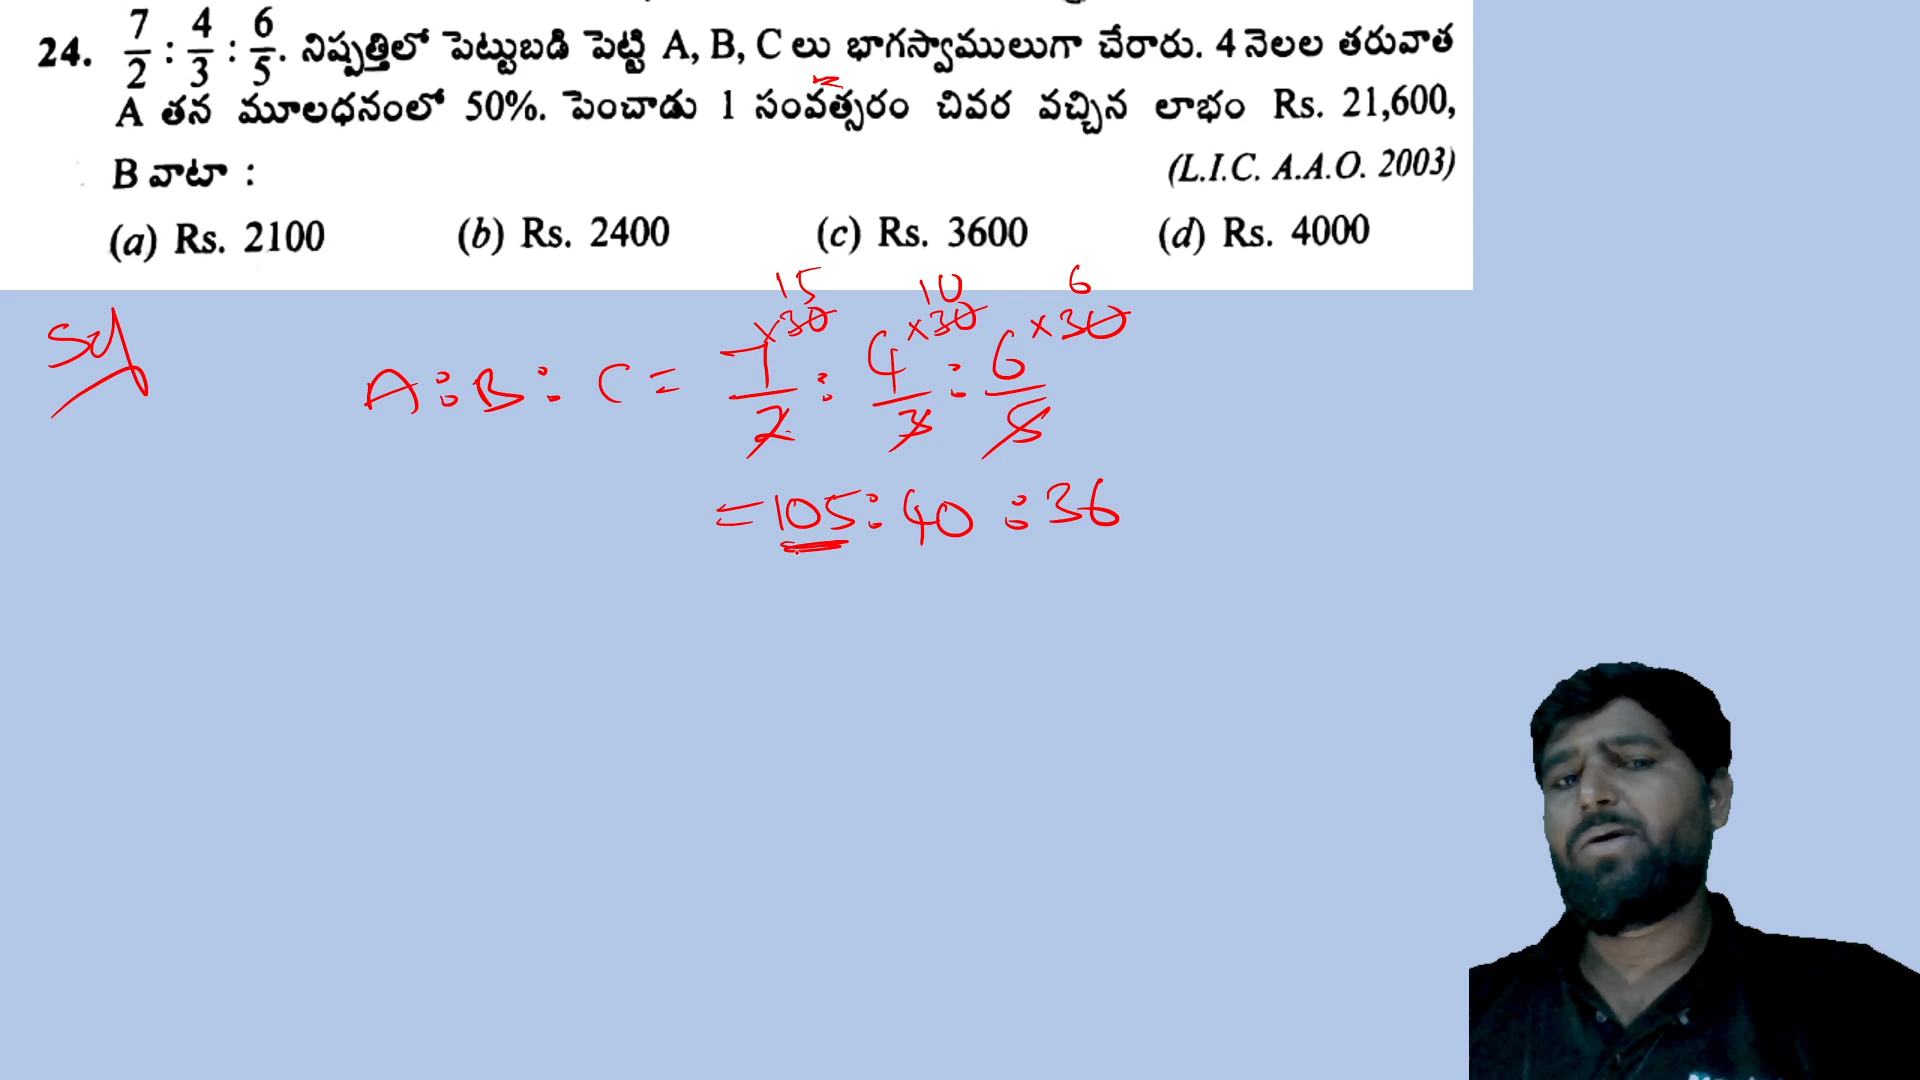 24. 7/2 : 4/3 : 6/5. నిష్పత్తిలో పెట్టుబడి పెట్టి A, B, C లు భాగస్వాములుగా చేరారు. 4 నెలల తరువాత
A తన మూలధనంలో 50%. పెంచాడు 1 సంవత్సరం చివర వచ్చిన లాభం Rs. 21,600,
B వాటా :
(L.I.C. A.A.O. 2003)
(a) Rs. 2100 (b) Rs. 2400 (c) Rs. 3600 (d) Rs. 4000
15 10 6
×30 ×30 ×30
Sol
A : B : C = 7/2 : 4/3 : 6/5
= 105 : 40 : 36